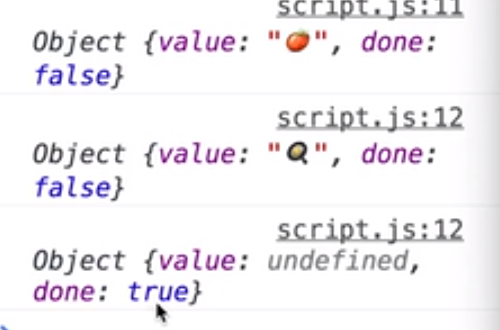 script.js:11
Object {value: "🍅", done:
false}
script.js:12
Object {value: "🍳", done:
false}
script.js:12
Object {value: undefined,
done: true}